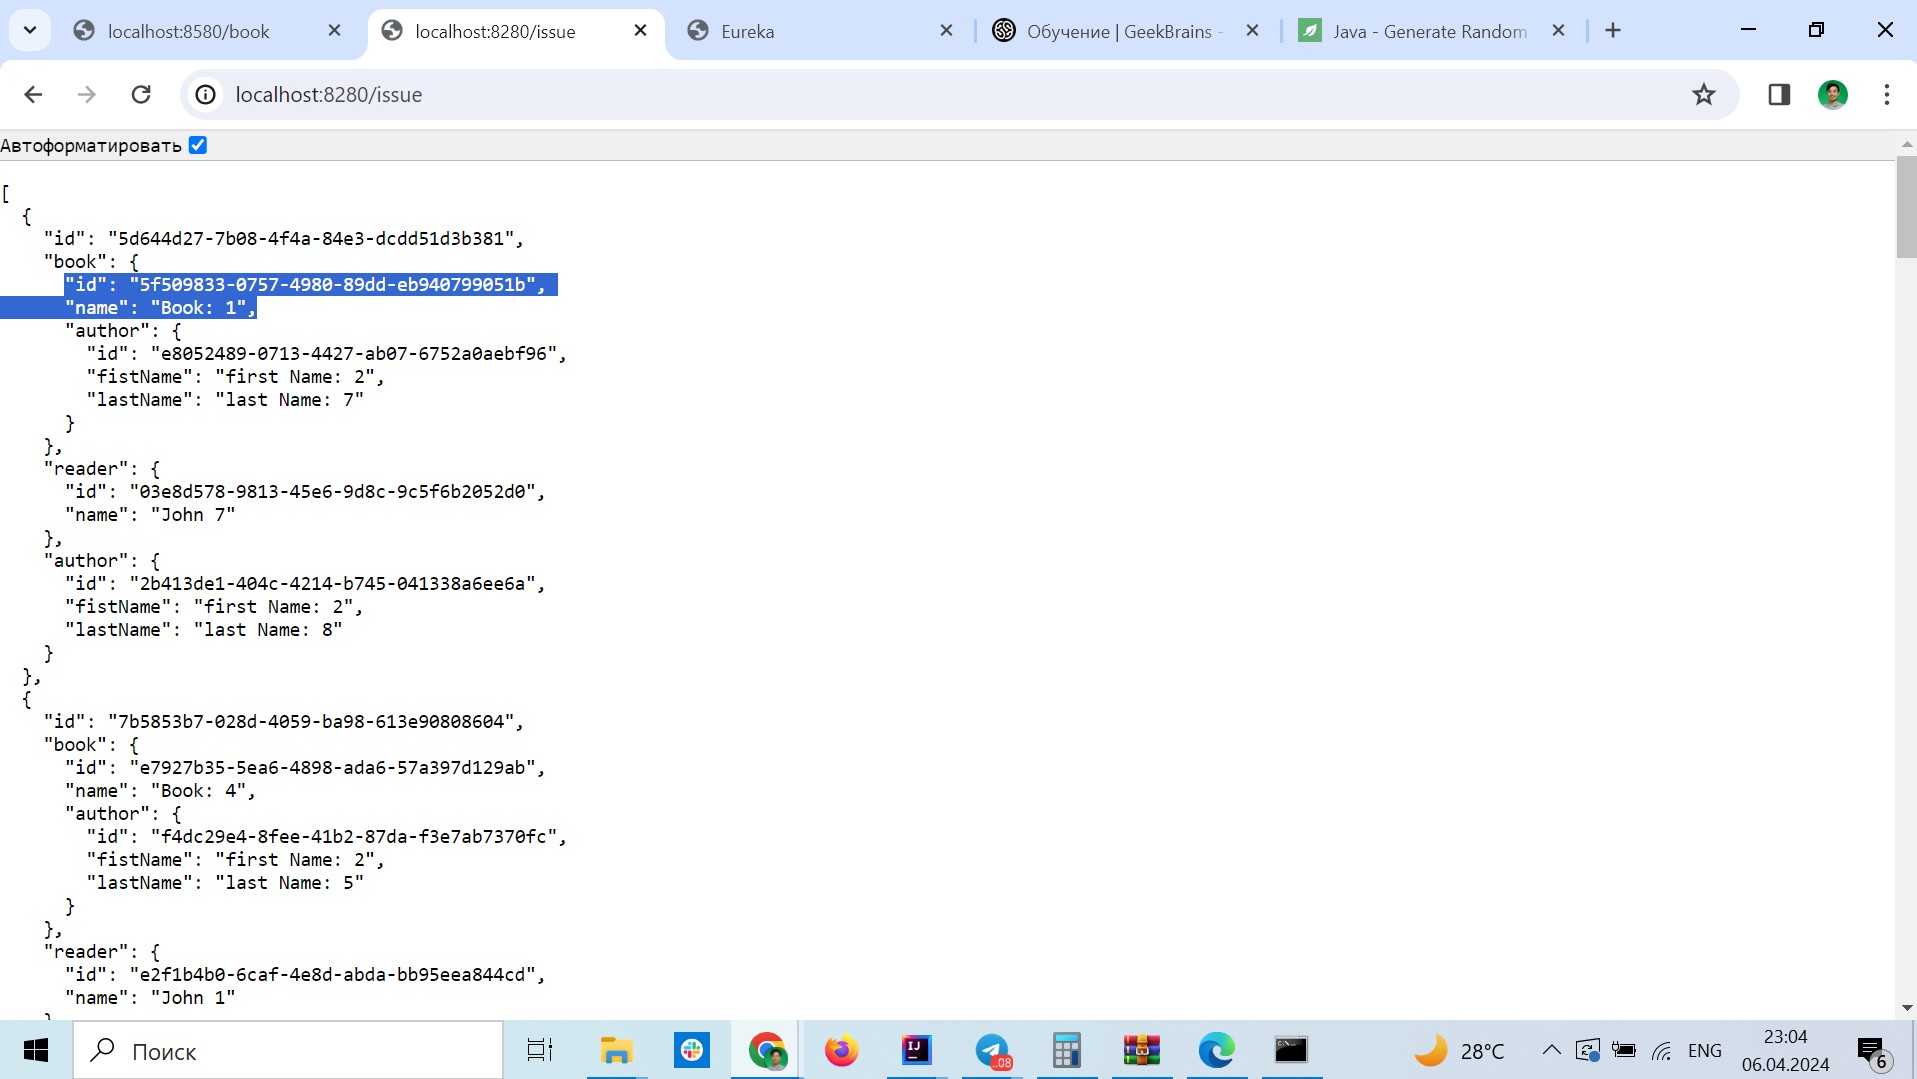 localhost:8580/book
localhost:8280/issue
Eureka
Обучение | GeekBrains -
Java - Generate Random
localhost:8280/issue
Автоформатировать
[
  {
    "id": "5d644d27-7b08-4f4a-84e3-dcdd51d3b381",
    "book": {
      "id": "5f509833-0757-4980-89dd-eb940799051b",
      "name": "Book: 1",
      "author": {
        "id": "e8052489-0713-4427-ab07-6752a0aebf96",
        "fistName": "first Name: 2",
        "lastName": "last Name: 7"
      }
    },
    "reader": {
      "id": "03e8d578-9813-45e6-9d8c-9c5f6b2052d0",
      "name": "John 7"
    },
    "author": {
      "id": "2b413de1-404c-4214-b745-041338a6ee6a",
      "fistName": "first Name: 2",
      "lastName": "last Name: 8"
    }
  },
  {
    "id": "7b5853b7-028d-4059-ba98-613e90808604",
    "book": {
      "id": "e7927b35-5ea6-4898-ada6-57a397d129ab",
      "name": "Book: 4",
      "author": {
        "id": "f4dc29e4-8fee-41b2-87da-f3e7ab7370fc",
        "fistName": "first Name: 2",
        "lastName": "last Name: 5"
      }
    },
    "reader": {
      "id": "e2f1b4b0-6caf-4e8d-abda-bb95eea844cd",
      "name": "John 1"
    }
Поиск
IJ
..08
28°C
ENG
23:04
06.04.2024
6